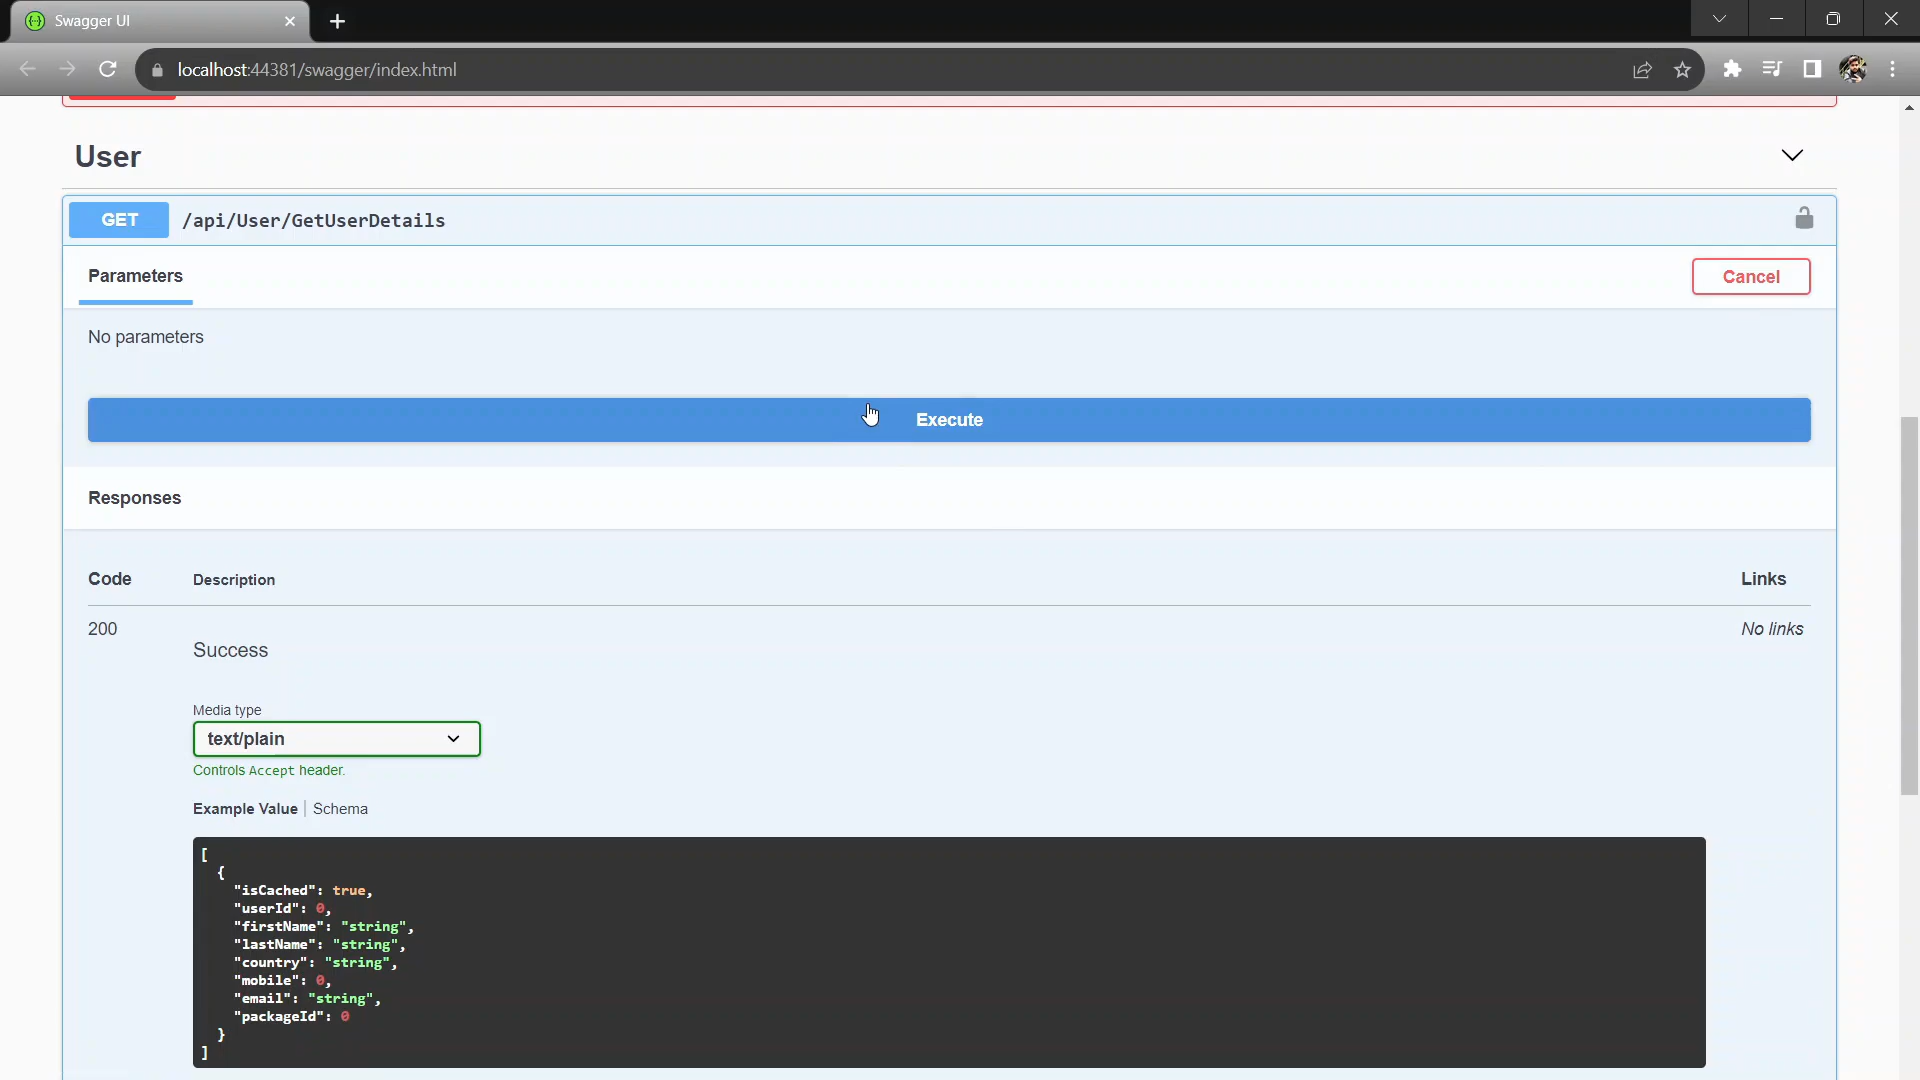 Swagger UI
localhost:44381/swagger/index.html
User
GET /api/User/GetUserDetails
Parameters
Cancel
No parameters
Execute
Responses
Code Description Links
200 No links
Success
Media type
text/plain
Controls Accept header.
Example Value | Schema
[
{
"isCached": true,
"userId": 0,
"firstName": "string",
"lastName": "string",
"country": "string",
"mobile": 0,
"email": "string",
"packageId": 0
}
]